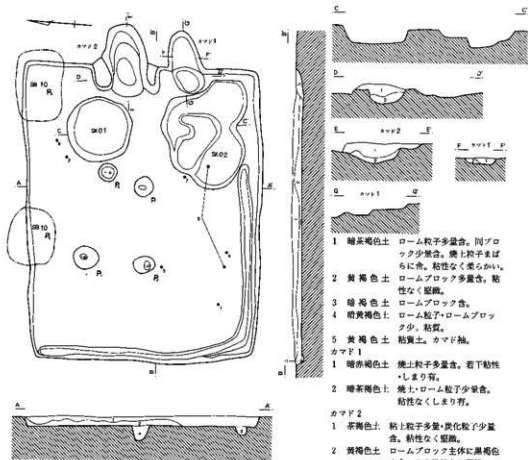 カマド2
カマド1
SB10
P₁
SK01
SK02
SB10
P₁
A
A'
B
C
C'
D
D'
E
カマド2
E'
F
カマド1
F'
G
カマド1
G'
1 暗茶褐色土 ローム粒子多量含。同ブロ
ック少量含。焼土粒子まば
らに含。粘性なく柔らかい。
2 黄褐色土 ロームブロック多量含。粘
性なく堅緻。
3 暗褐色土 ロームブロック含。
4 暗黄褐色土 ローム粒子・ロームブロッ
ク少。粘質。
5 黄褐色土 粘質土。カマド袖。
カマド1
1 暗赤褐色土 焼土粒子多量含。若干粘性
・しまり有。
2 暗茶褐色土 焼土・ローム粒子少量含。
粘性なくしまり有。
カマド2
1 茶褐色土 粘土粒子多量・炭化粒子少量
含。粘性なく堅緻。
2 黄褐色土 ロームブロック主体に黒褐色